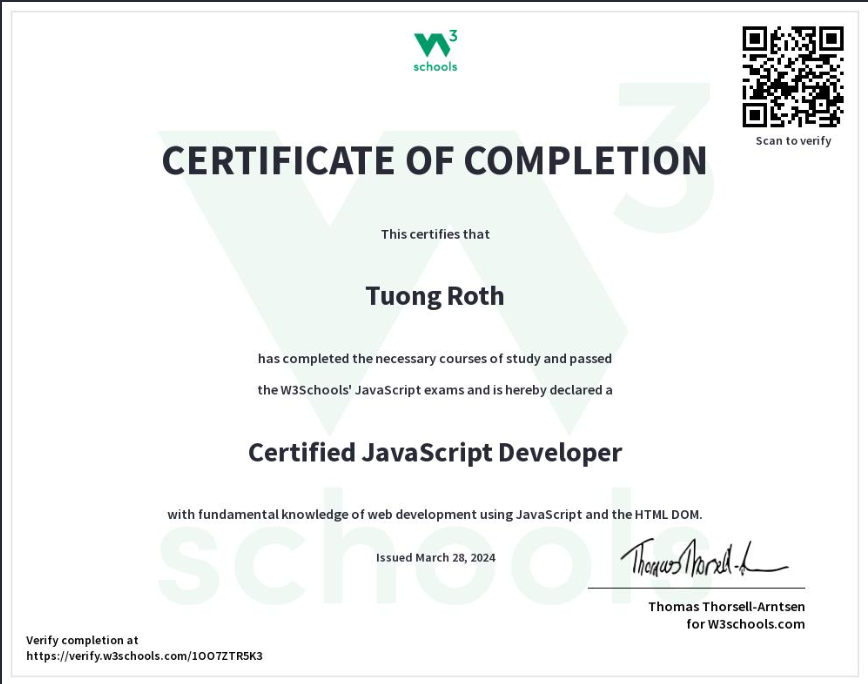 W3
schools
Scan to verify
CERTIFICATE OF COMPLETION
This certifies that
Tuong Roth
has completed the necessary courses of study and passed
the W3Schools' JavaScript exams and is hereby declared a
Certified JavaScript Developer
with fundamental knowledge of web development using JavaScript and the HTML DOM.
Issued March 28, 2024
Thomas Thorsell-A
Thomas Thorsell-Arntsen
for W3schools.com
Verify completion at
https://verify.w3schools.com/1OO7ZTR5K3
W3
schools